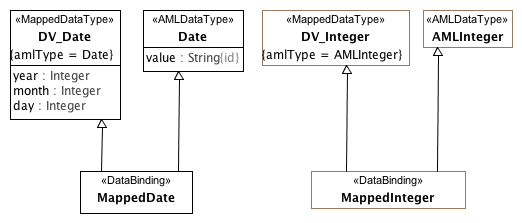 «MappedDataType»
DV_Date
{amlType = Date}
year : Integer
month : Integer
day : Integer
«AMLDataType»
Date
value : String{id}
«MappedDataType»
DV_Integer
{amlType = AMLInteger}
«AMLDataType»
AMLInteger
«DataBinding»
MappedDate
«DataBinding»
MappedInteger